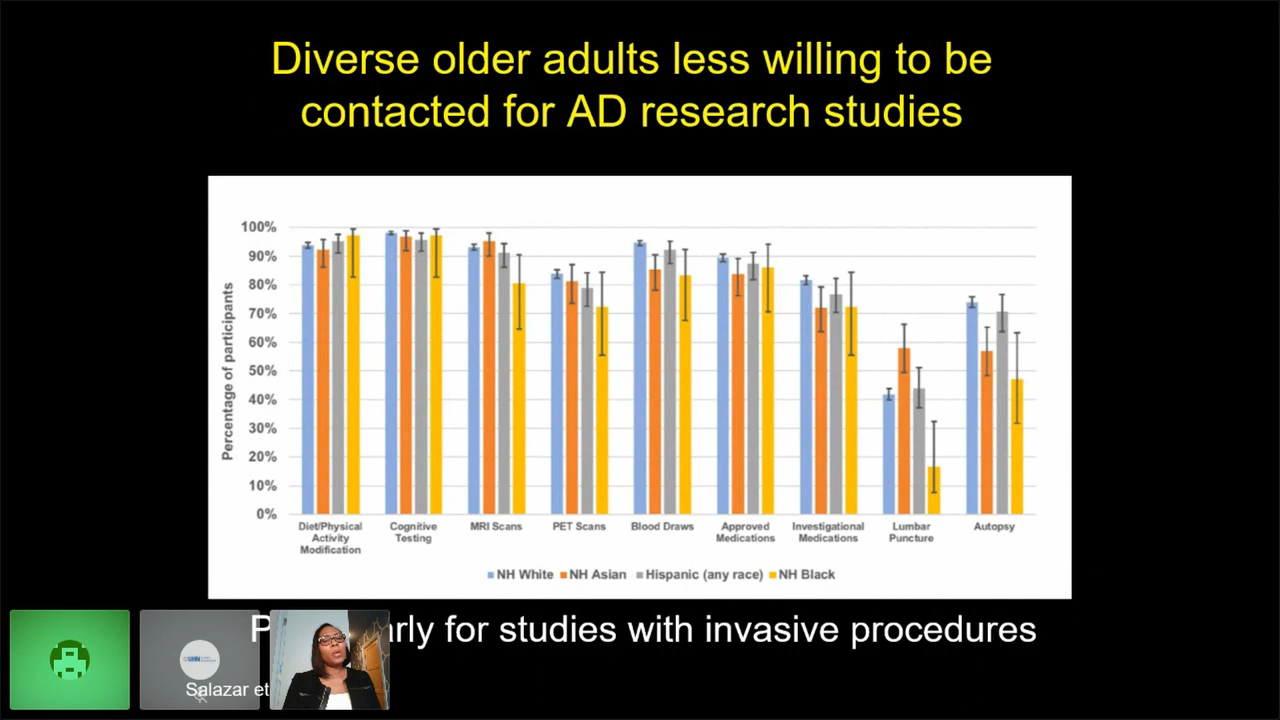 Diverse older adults less willing to be
contacted for AD research studies
Percentage of participants
100%
90%
80%
70%
60%
50%
40%
30%
20%
10%
0%
Diet/Physical
Activity
Modification
Cognitive
Testing
MRI Scans
PET Scans
Blood Draws
Approved
Medications
Investigational
Medications
Lumbar
Puncture
Autopsy
NH White NH Asian Hispanic (any race) NH Black
for studies with invasive procedures
Salazar et